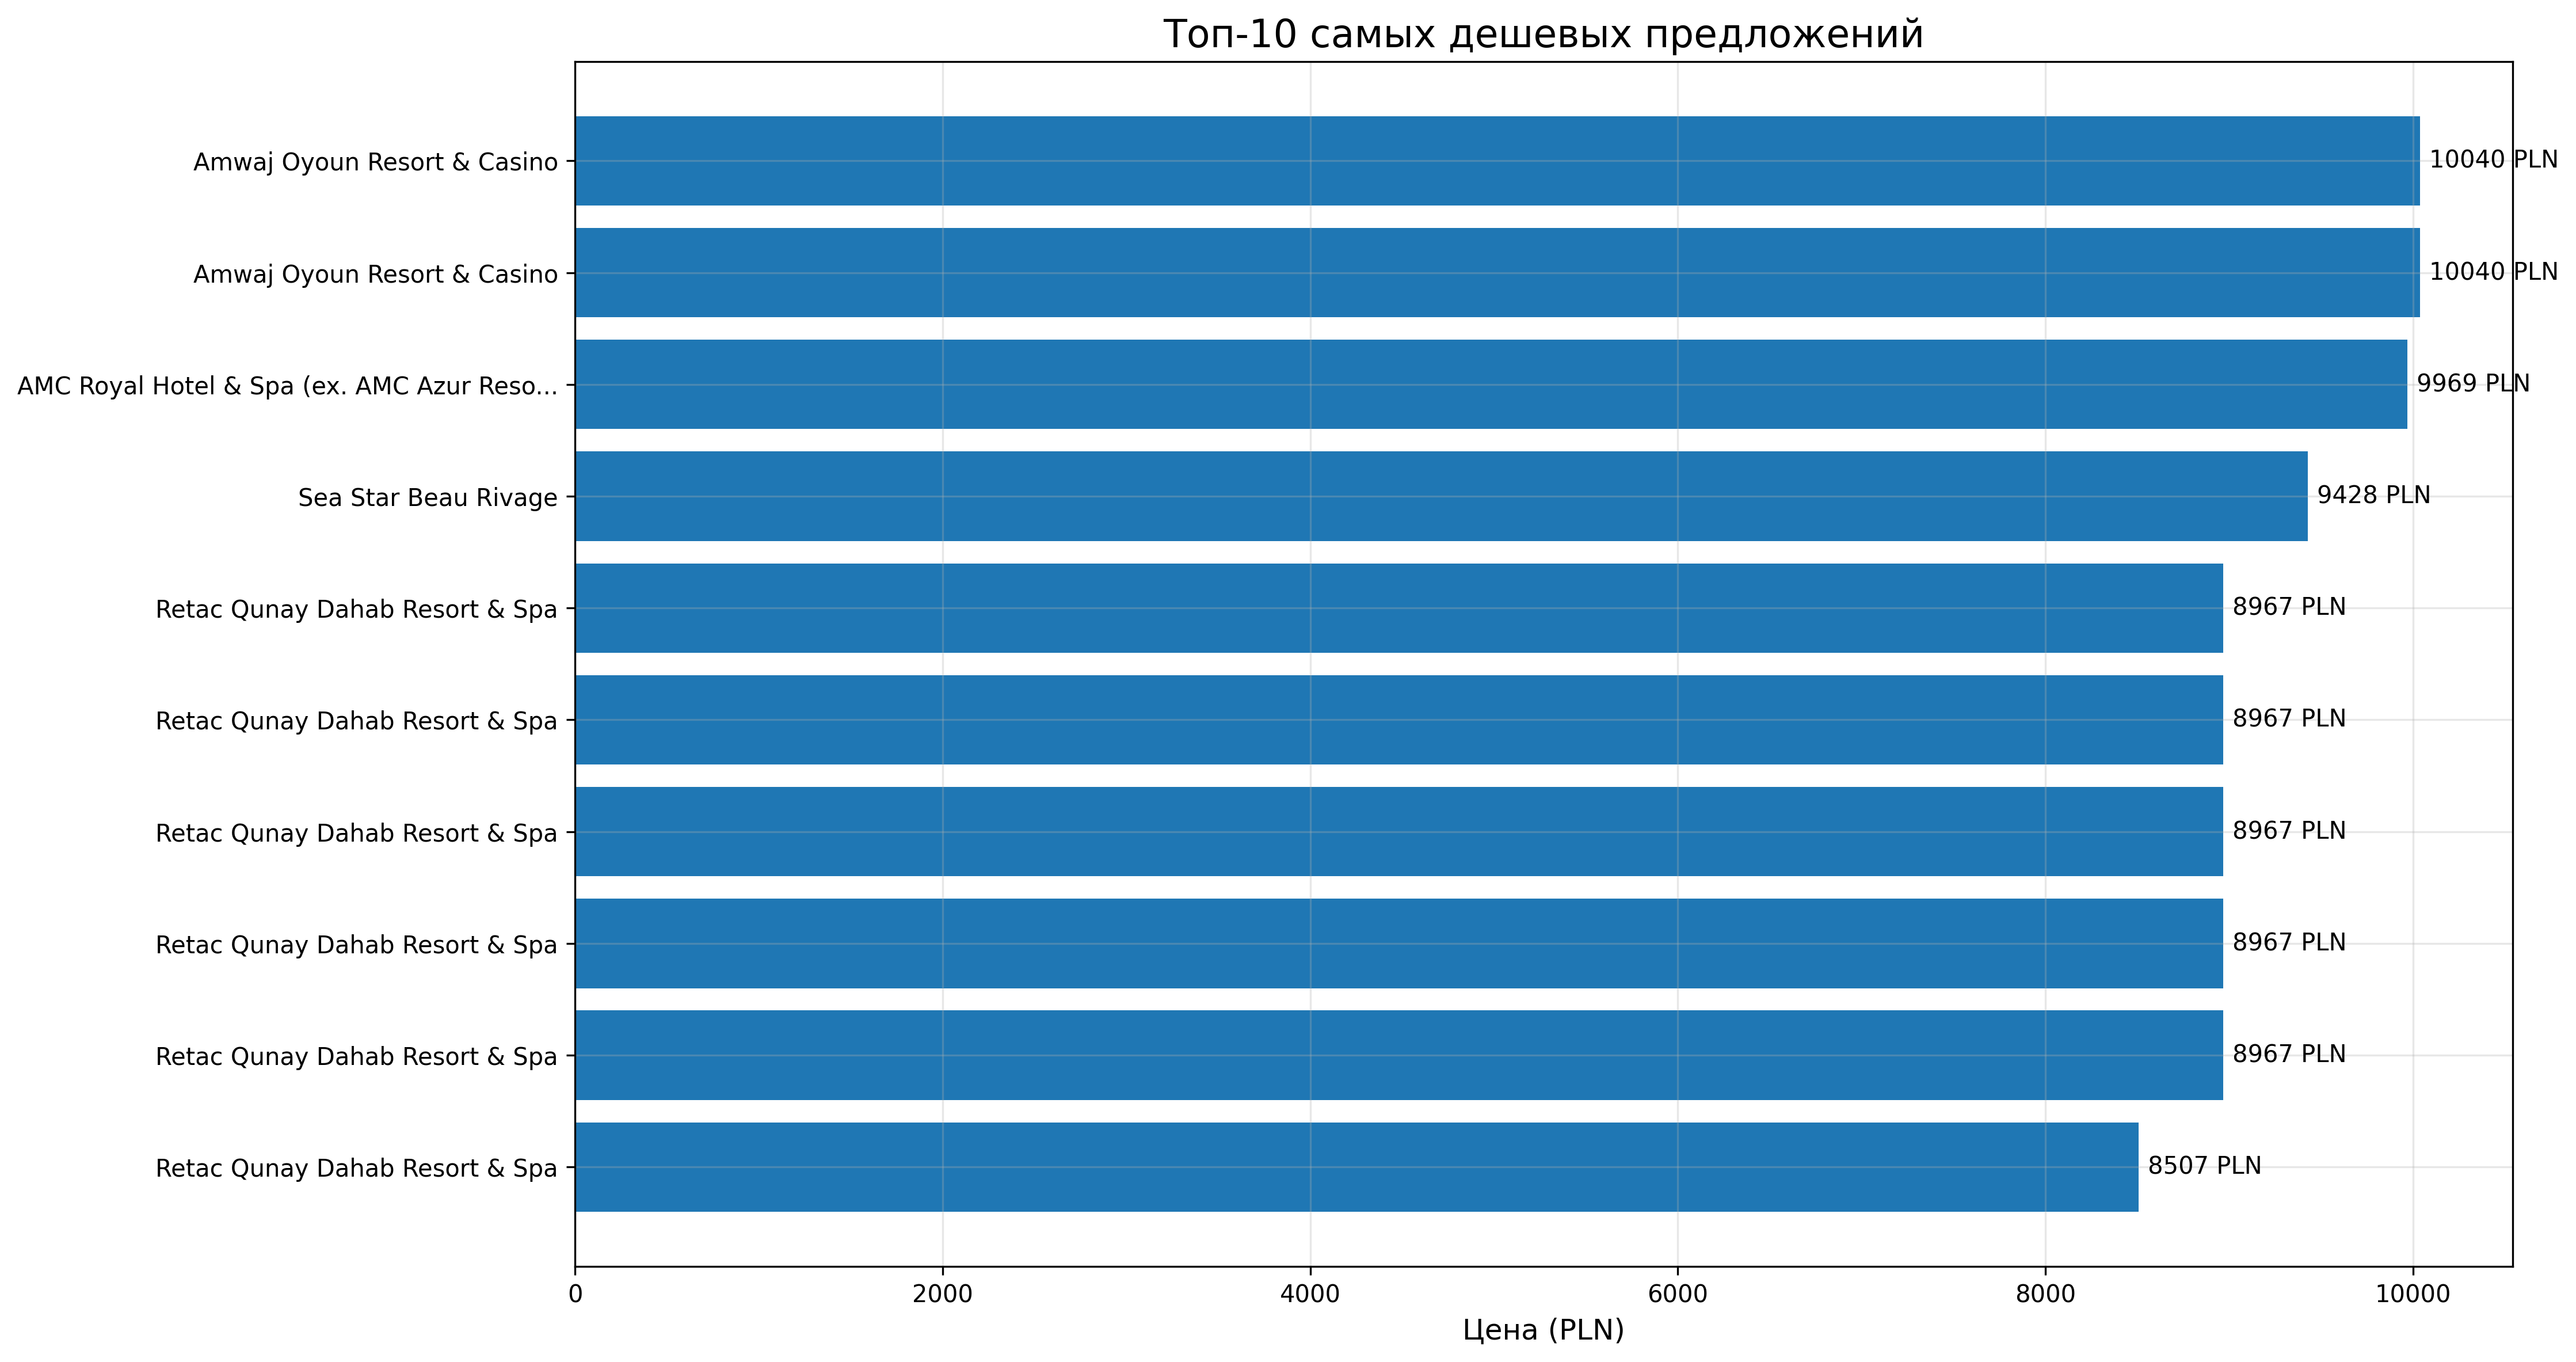 Топ-10 самых дешевых предложений
Amwaj Oyoun Resort & Casino
10040 PLN
Amwaj Oyoun Resort & Casino
10040 PLN
AMC Royal Hotel & Spa (ex. AMC Azur Reso...
9969 PLN
Sea Star Beau Rivage
9428 PLN
Retac Qunay Dahab Resort & Spa
8967 PLN
Retac Qunay Dahab Resort & Spa
8967 PLN
Retac Qunay Dahab Resort & Spa
8967 PLN
Retac Qunay Dahab Resort & Spa
8967 PLN
Retac Qunay Dahab Resort & Spa
8967 PLN
Retac Qunay Dahab Resort & Spa
8507 PLN
0 2000 4000 6000 8000 10000
Цена (PLN)